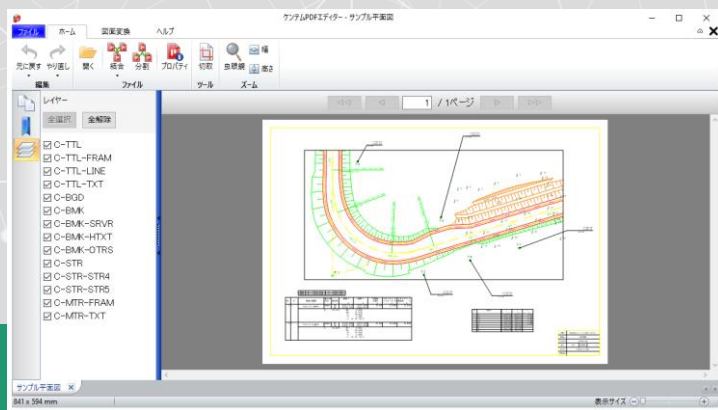 ケンテムPDFエディター - サンプル平面図
ファイル ホーム 図面変換 ヘルプ
元に戻す やり直し 開く 結合 分割 プロパティ 切取 虫眼鏡 幅 高さ
編集 ファイル ツール ズーム
レイヤー
全選択 全解除
1 / 1ページ
C-TTL
C-TTL-FRAM
C-TTL-LINE
C-TTL-TXT
C-BGD
C-BMK
C-BMK-SRVR
C-BMK-HTXT
C-BMK-OTRS
C-STR
C-STR-STR4
C-STR-STR5
C-MTR-FRAM
C-MTR-TXT
サンプル平面図
841 x 594 mm 表示サイズ